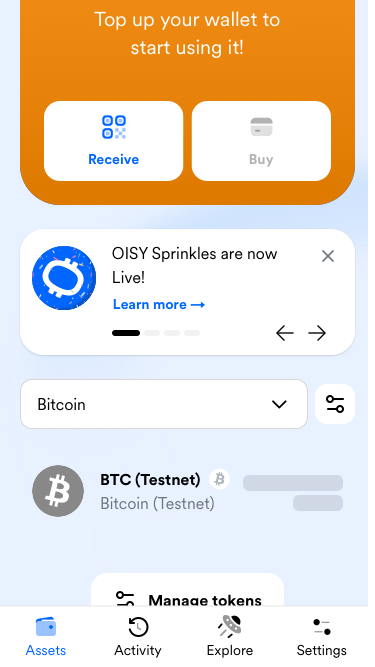 Top up your wallet to
start using it!
Receive
Buy
OISY Sprinkles are now
Live!
Learn more →
Bitcoin
BTC (Testnet)
Bitcoin (Testnet)
Manage tokens
Assets
Activity
Explore
Settings